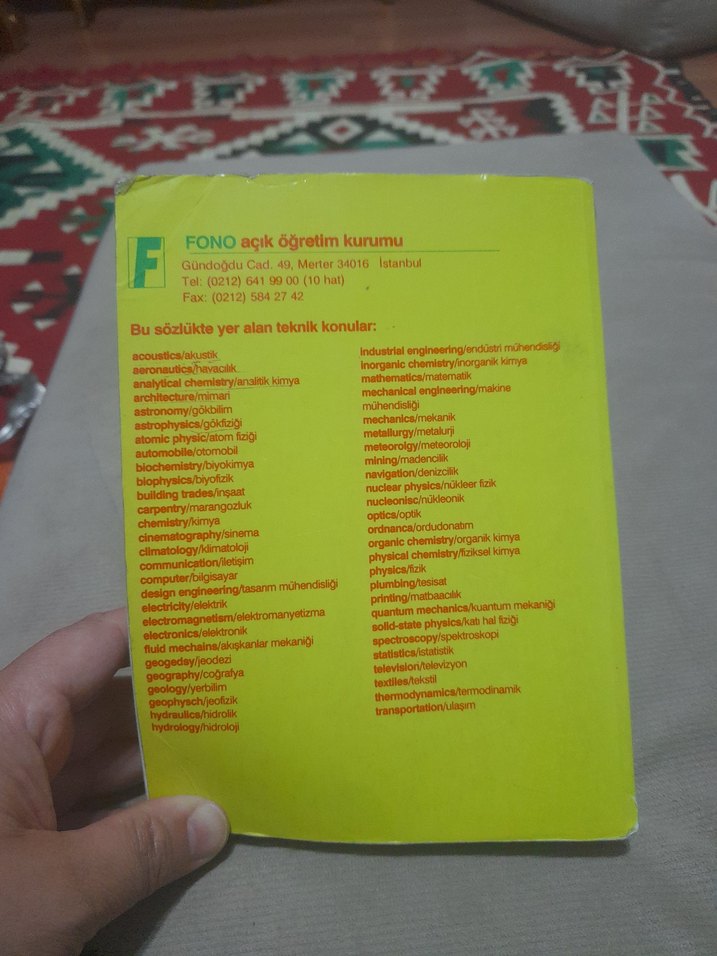 F
FONO açık öğretim kurumu
Gündoğdu Cad. 49, Merter 34016 İstanbul
Tel: (0212) 641 99 00 (10 hat)
Fax: (0212) 584 27 42
Bu sözlükte yer alan teknik konular:
acoustics/akustik
aeronautics/havacılık
analytical chemistry/analitik kimya
architecture/mimari
astronomy/gökbilim
astrophysics/gökfiziği
atomic physic/atom fiziği
automobile/otomobil
biochemistry/biyokimya
biophysics/biyofizik
building trades/inşaat
carpentry/marangozluk
chemistry/kimya
cinematography/sinema
climatology/klimatoloji
communication/iletişim
computer/bilgisayar
design engineering/tasarım mühendisliği
electricity/elektrik
electromagnetism/elektromanyetizma
electronics/elektronik
fluid mechains/akışkanlar mekaniği
geogedsy/jeodezi
geography/coğrafya
geology/yerbilim
geophysch/jeofizik
hydraulics/hidrolik
hydrology/hidroloji
industrial engineering/endüstri mühendisliği
inorganic chemistry/inorganik kimya
mathematics/matematik
mechanical engineering/makine
mühendisliği
mechanics/mekanik
metallurgy/metalurji
meteorolgy/meteoroloji
mining/madencilik
navigation/denizcilik
nuclear physics/nükleer fizik
nucleonisc/nükleonik
optics/optik
ordnanca/ordudonatım
organic chemistry/organik kimya
physical chemistry/fiziksel kimya
physics/fizik
plumbing/tesisat
printing/matbaacılık
quantum mechanics/kuantum mekaniği
solid-state physics/katı hal fiziği
spectroscopy/spektroskopi
statistics/istatistik
television/televizyon
textiles/tekstil
thermodynamics/termodinamik
transportation/ulaşım